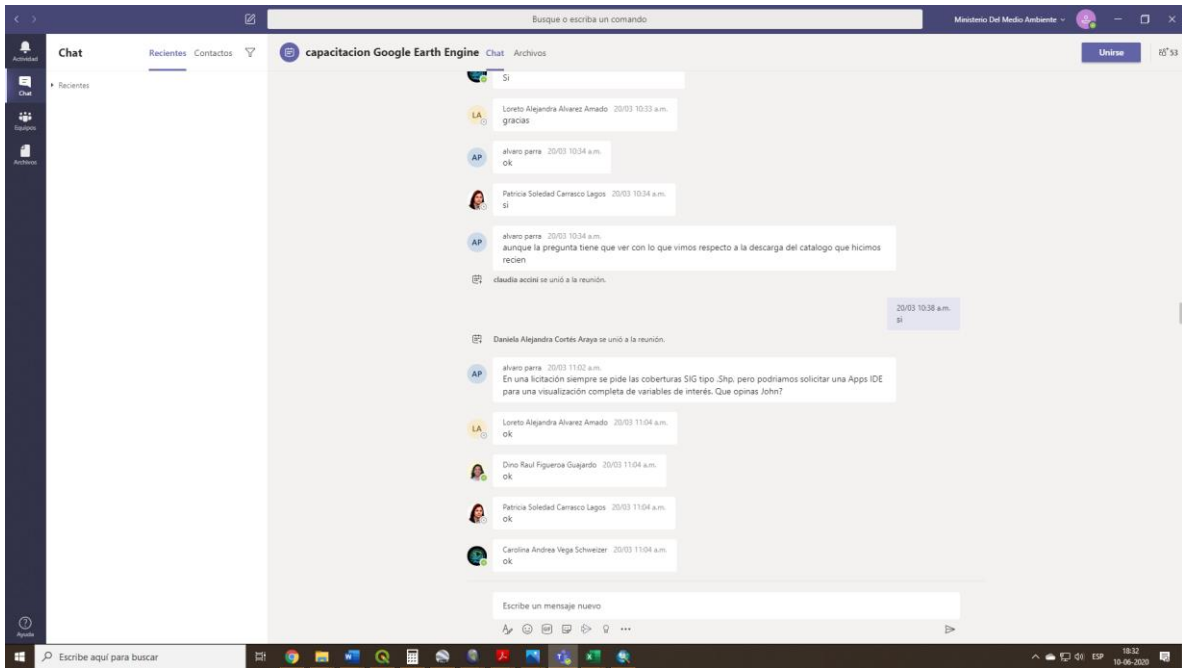 Busque o escriba un comando
Ministerio Del Medio Ambiente
Actividad
Chat
Equipos
Archivos
Ayuda
Chat
Recientes Contactos
Recientes
capacitacion Google Earth Engine Chat Archivos
Unirse
53
Si
LA
Loreto Alejandra Alvarez Amado 20/03 10:33 a.m.
gracias
AP
alvaro parra 20/03 10:34 a.m.
ok
Patricia Soledad Carrasco Lagos 20/03 10:34 a.m.
si
AP
alvaro parra 20/03 10:34 a.m.
aunque la pregunta tiene que ver con lo que vimos respecto a la descarga del catalogo que hicimos
recien
claudia accini se unió a la reunión.
20/03 10:38 a.m.
si
Daniela Alejandra Cortés Araya se unió a la reunión.
AP
alvaro parra 20/03 11:02 a.m.
En una licitación siempre se pide las coberturas SIG tipo .Shp, pero podriamos solicitar una Apps IDE
para una visualización completa de variables de interés. Que opinas John?
LA
Loreto Alejandra Alvarez Amado 20/03 11:04 a.m.
ok
Dino Raul Figueroa Guajardo 20/03 11:04 a.m.
ok
Patricia Soledad Carrasco Lagos 20/03 11:04 a.m.
ok
Carolina Andrea Vega Schweizer 20/03 11:04 a.m.
ok
Escribe un mensaje nuevo
GIF
Escribe aquí para buscar
ESP
18:32
10-06-2020